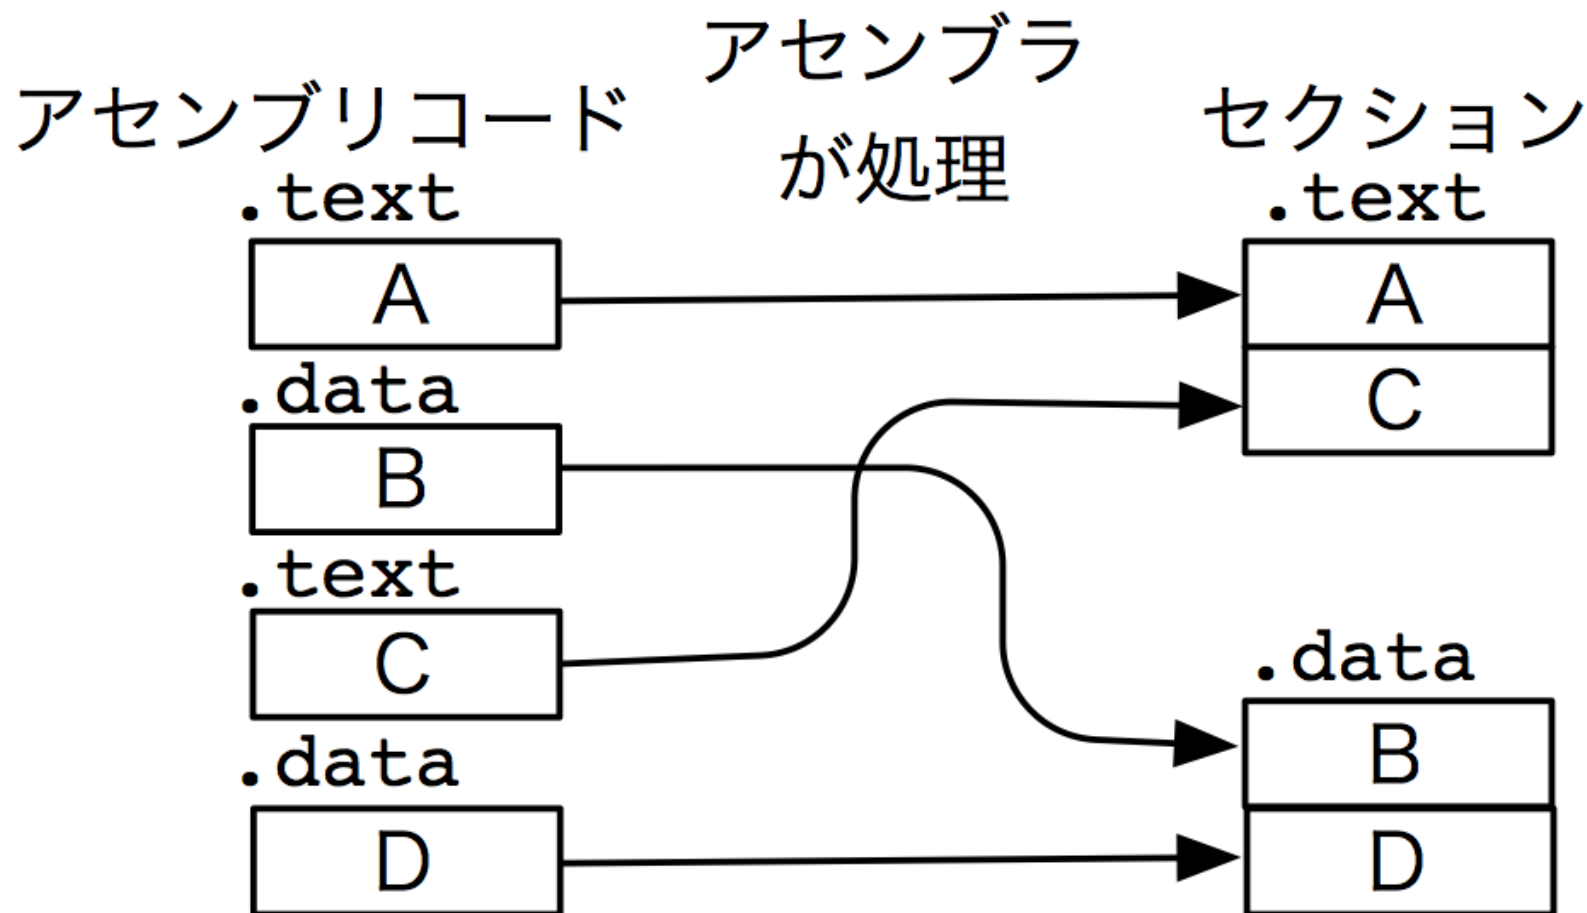 アセンブリコード
アセンブラ
が処理
セクション
.text
A
.data
B
.text
C
.data
D
.text
A
C
.data
B
D